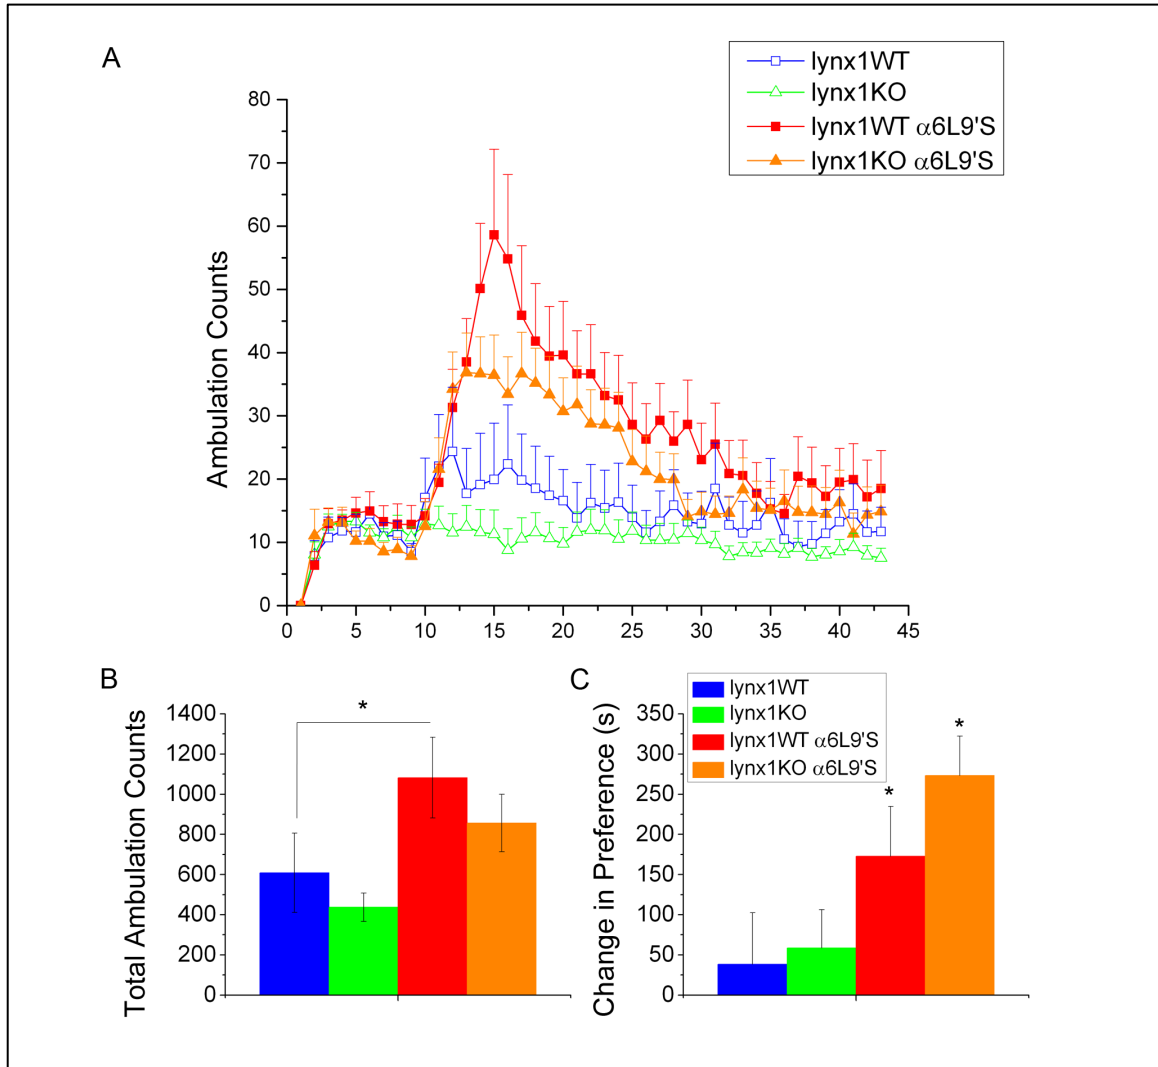 A
lynx1WT
lynx1KO
lynx1WT α6L9'S
lynx1KO α6L9'S
80
70
60
50
40
30
20
10
0
Ambulation Counts
0 5 10 15 20 25 30 35 40 45
B
1400
1200
1000
800
600
400
200
0
Total Ambulation Counts
*
C
lynx1WT
lynx1KO
lynx1WT α6L9'S
lynx1KO α6L9'S
350
300
250
200
150
100
50
0
Change in Preference (s)
*
*